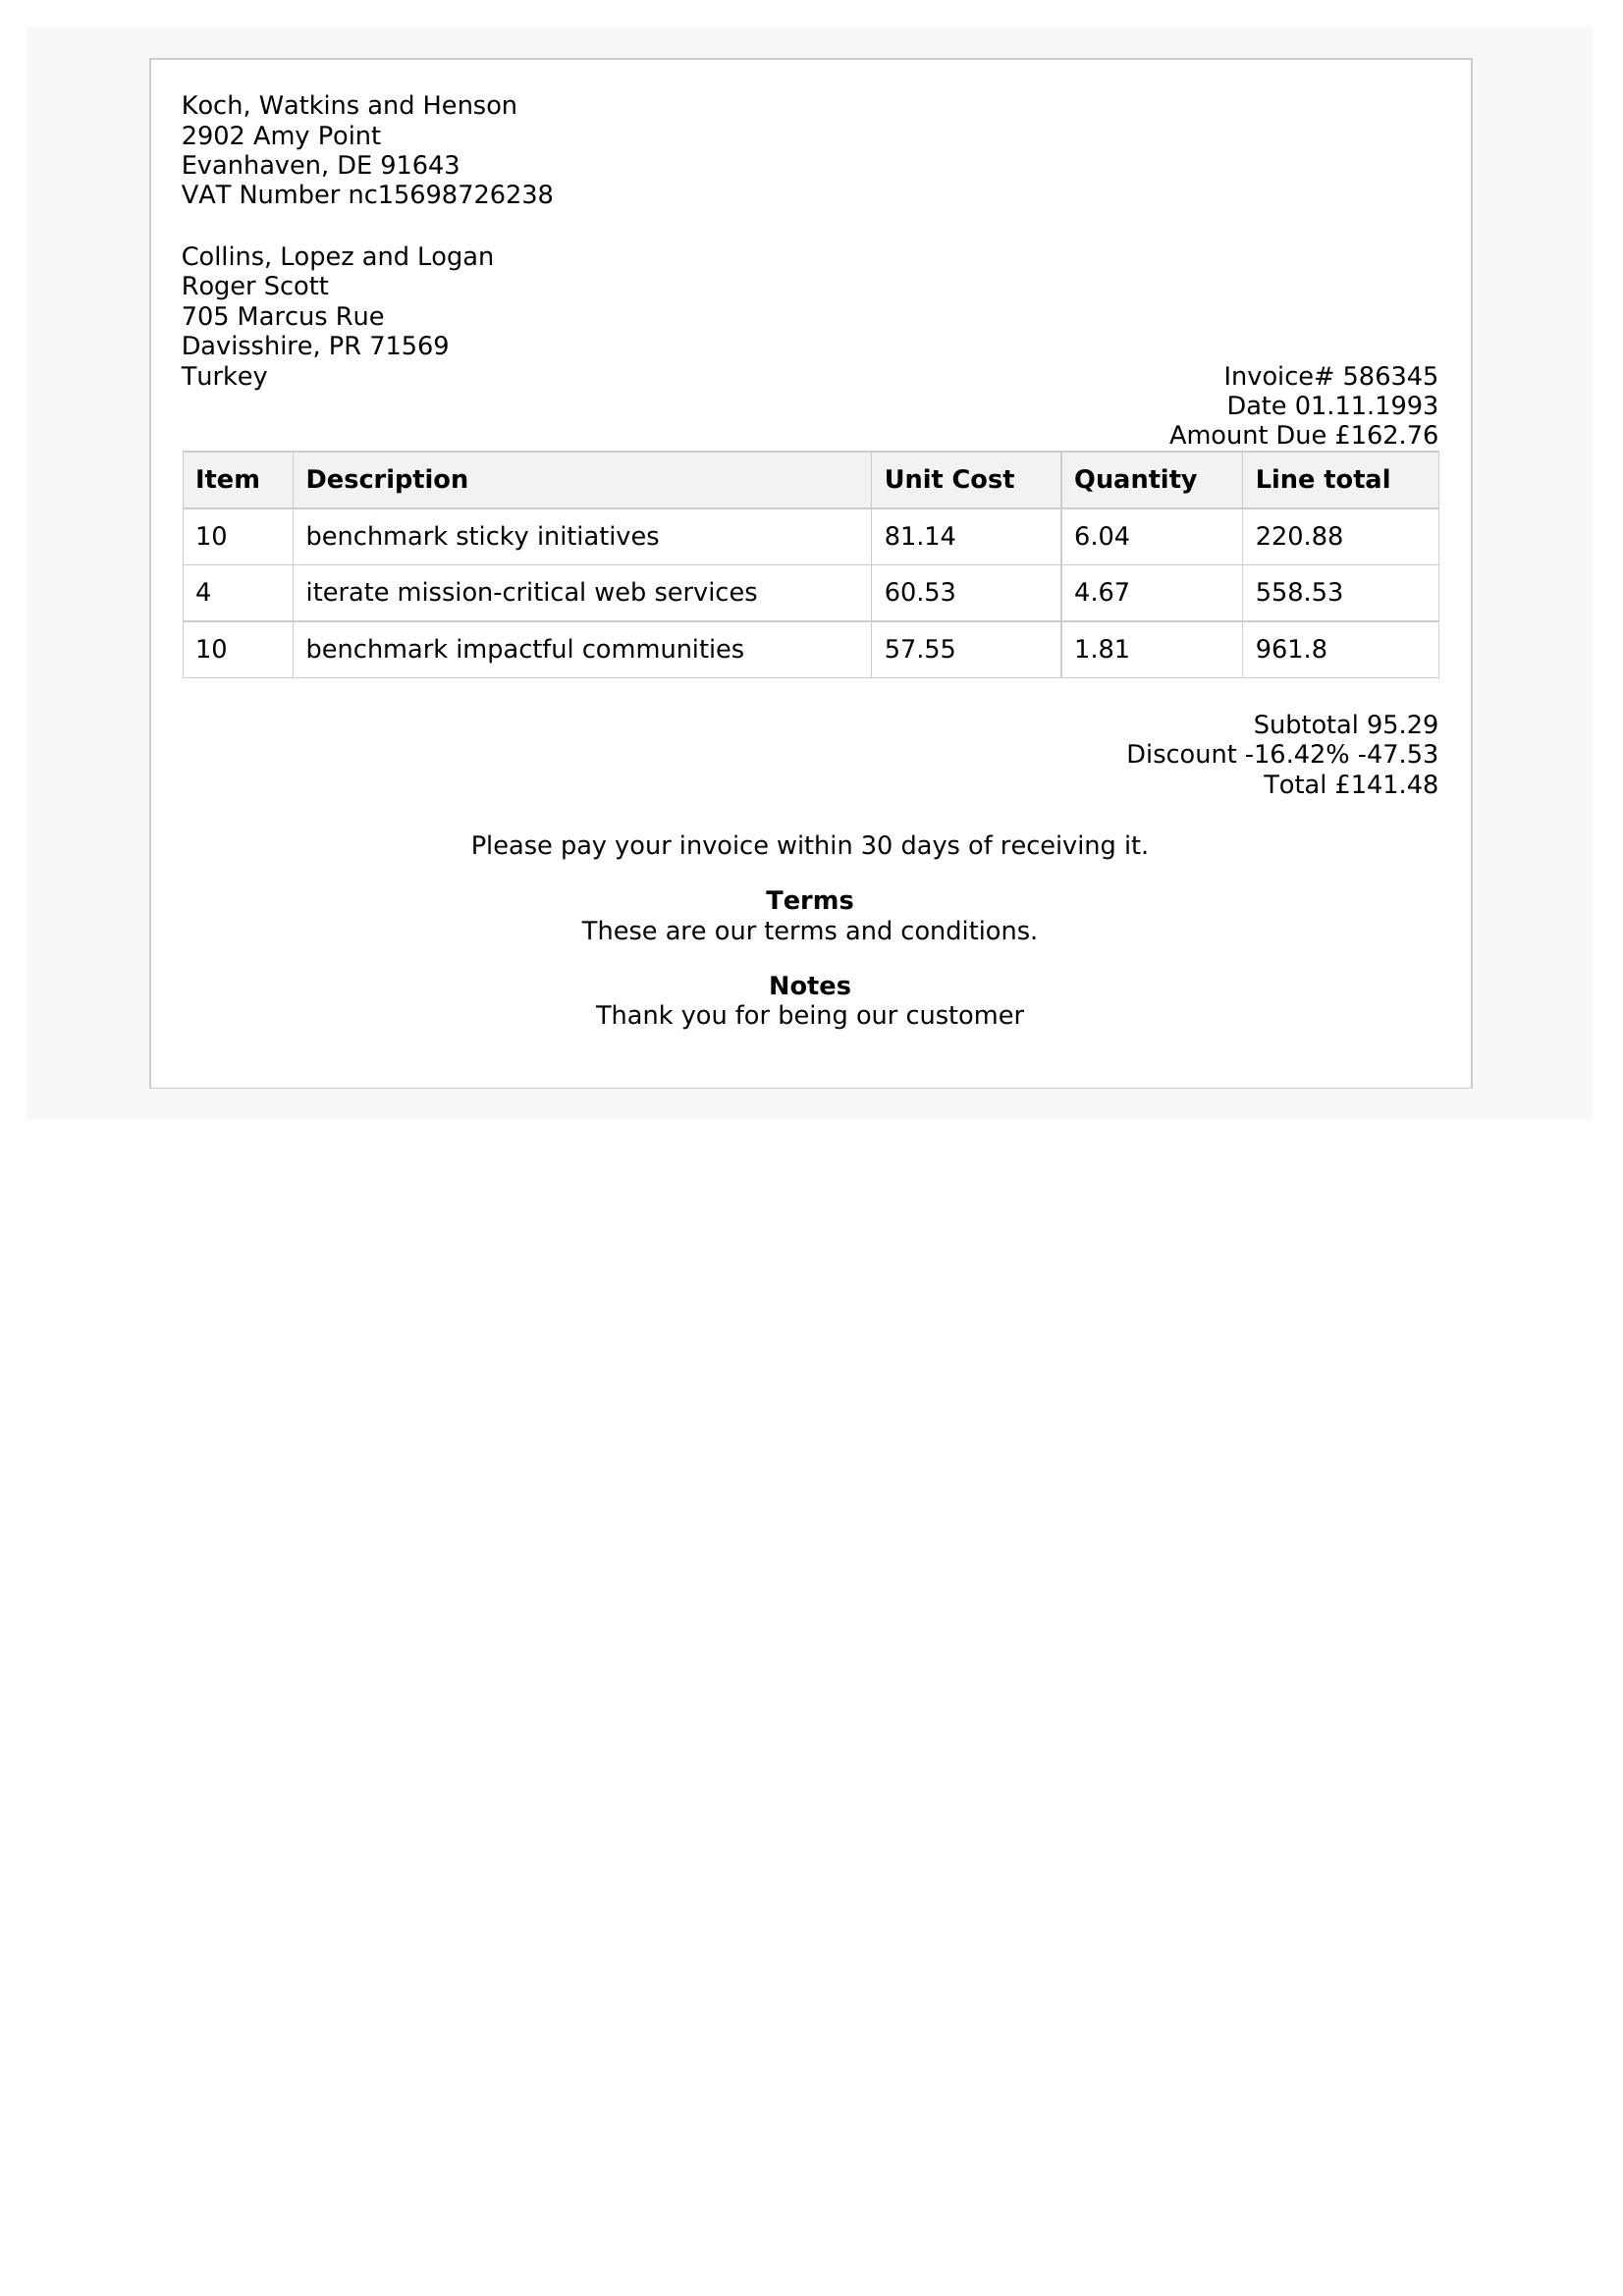 Koch, Watkins and Henson
2902 Amy Point
Evanhaven, DE 91643
VAT Number nc15698726238
Collins, Lopez and Logan
Roger Scott
705 Marcus Rue
Davisshire, PR 71569
Turkey
Invoice# 586345
Date 01.11.1993
Amount Due £162.76
Item Description Unit Cost Quantity Line total
10 benchmark sticky initiatives 81.14 6.04 220.88
4 iterate mission-critical web services 60.53 4.67 558.53
10 benchmark impactful communities 57.55 1.81 961.8
Subtotal 95.29
Discount -16.42% -47.53
Total £141.48
Please pay your invoice within 30 days of receiving it.
Terms
These are our terms and conditions.
Notes
Thank you for being our customer